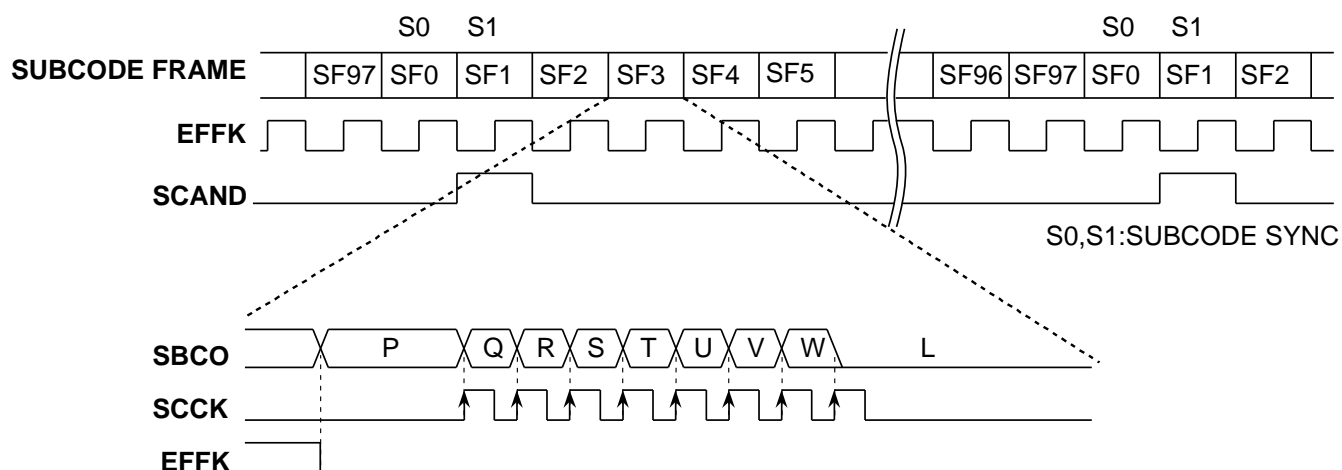 S0 S1 S0 S1
SUBCODE FRAME SF97 SF0 SF1 SF2 SF3 SF4 SF5 SF96 SF97 SF0 SF1 SF2
EFFK
SCAND
S0,S1:SUBCODE SYNC
SBCO P Q R S T U V W L
SCCK
EFFK